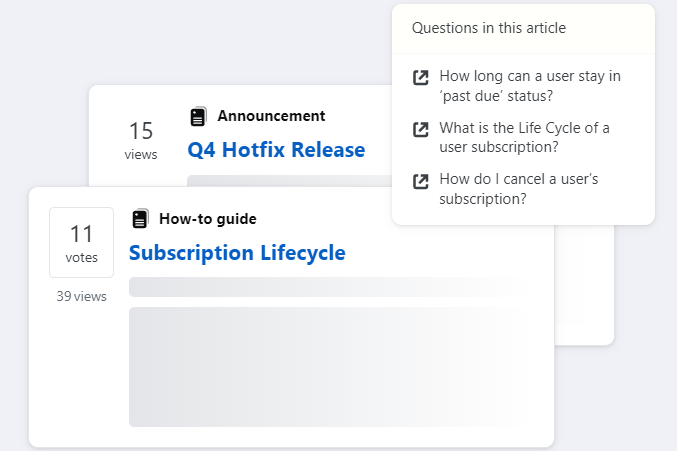 Questions in this article
How long can a user stay in
‘past due’ status?
What is the Life Cycle of a
user subscription?
How do I cancel a user’s
subscription?
15
views
Announcement
Q4 Hotfix Release
11
votes
39 views
How-to guide
Subscription Lifecycle